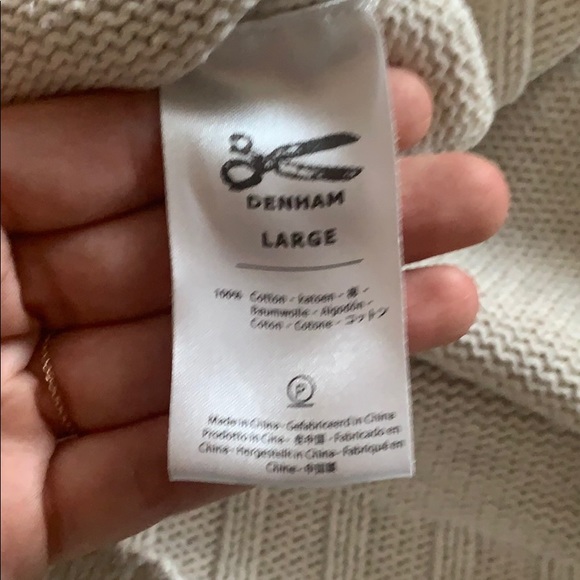 DENHAM
LARGE
100% Cotton - Katoen - 棉 -
Baumwolle - Algodón -
Coton - Cotone - コットン
P
Made in China - Gefabriceerd in China
Prodotto in Cina - 中国 - Fabricado en
China - Hergestellt in China - Fabriqué en
Chine - 中国製